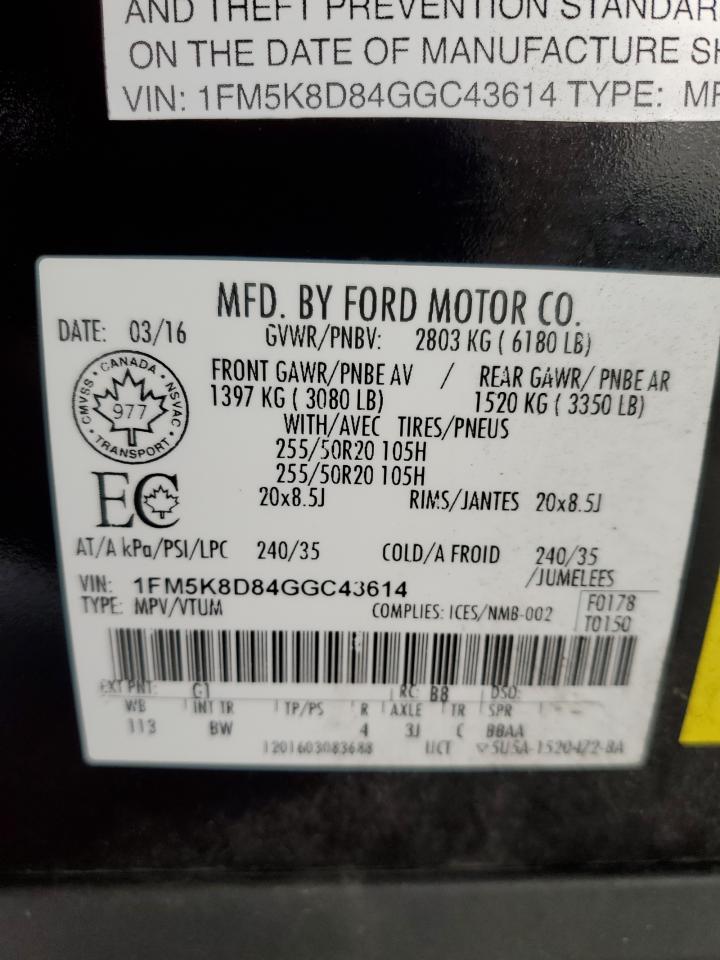 AND THEFT PREVENTION STANDAR
ON THE DATE OF MANUFACTURE SH
VIN: 1FM5K8D84GGC43614 TYPE: MP
MFD. BY FORD MOTOR CO.
DATE: 03/16 GVWR/PNBV: 2803 KG ( 6180 LB)
FRONT GAWR/PNBE AV / REAR GAWR/ PNBE AR
1397 KG ( 3080 LB) 1520 KG ( 3350 LB)
WITH/AVEC TIRES/PNEUS
255/50R20 105H
255/50R20 105H
20x8.5J RIMS/JANTES 20x8.5J
CANADA
CMVSS NSVAC
977
TRANSPORT
EC
AT/A kPa/PSI/LPC 240/35 COLD/A FROID 240/35
/JUMELEES
VIN: 1FM5K8D84GGC43614
TYPE: MPV/VTUM COMPLIES: ICES/NMB-002
F0178
T0150
EXT PNT: G1 RC: B8 DSO:
WB INT TR TP/PS R AXLE TR SPR
113 BW 4 3J C BBAA
1201603083688 UCT 5U5A-1520472-BA